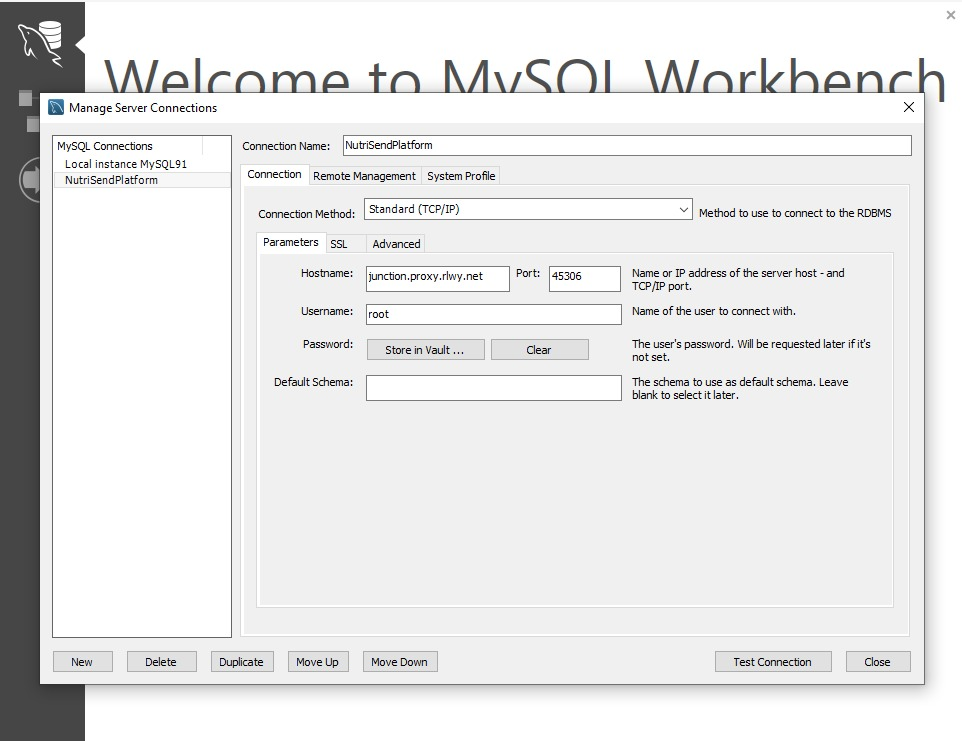 Welcome to MySQL Workbench
Manage Server Connections
MySQL Connections
Local instance MySQL91
NutriSendPlatform
Connection Name: NutriSendPlatform
Connection Remote Management System Profile
Connection Method: Standard (TCP/IP) Method to use to connect to the RDBMS
Parameters SSL Advanced
Hostname: junction.proxy.rlwy.net Port: 45306 Name or IP address of the server host - and
TCP/IP port.
Username: root Name of the user to connect with.
Password: Store in Vault ... Clear The user's password. Will be requested later if it's
not set.
Default Schema: The schema to use as default schema. Leave
blank to select it later.
New Delete Duplicate Move Up Move Down Test Connection Close